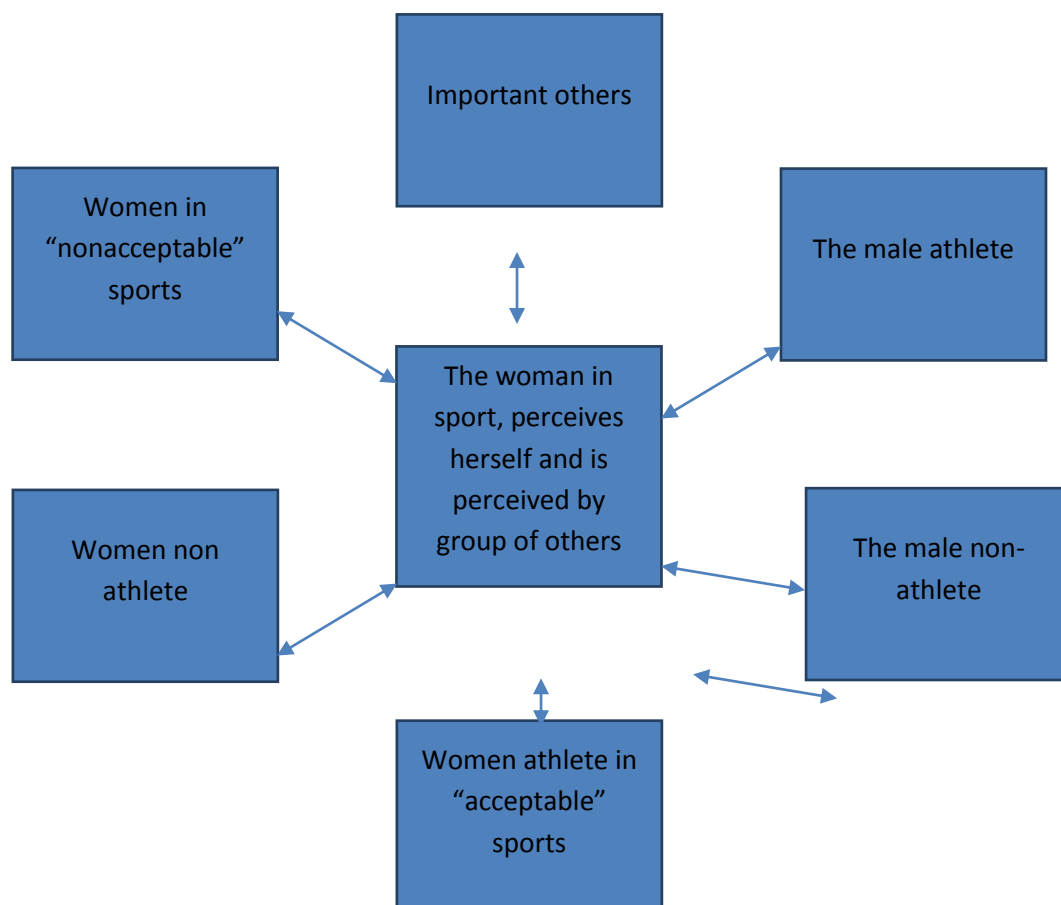 Important others
Women in
“nonacceptable”
sports
The male athlete
The woman in
sport, perceives
herself and is
perceived by
group of others
Women non
athlete
The male non-
athlete
Women athlete in
“acceptable”
sports